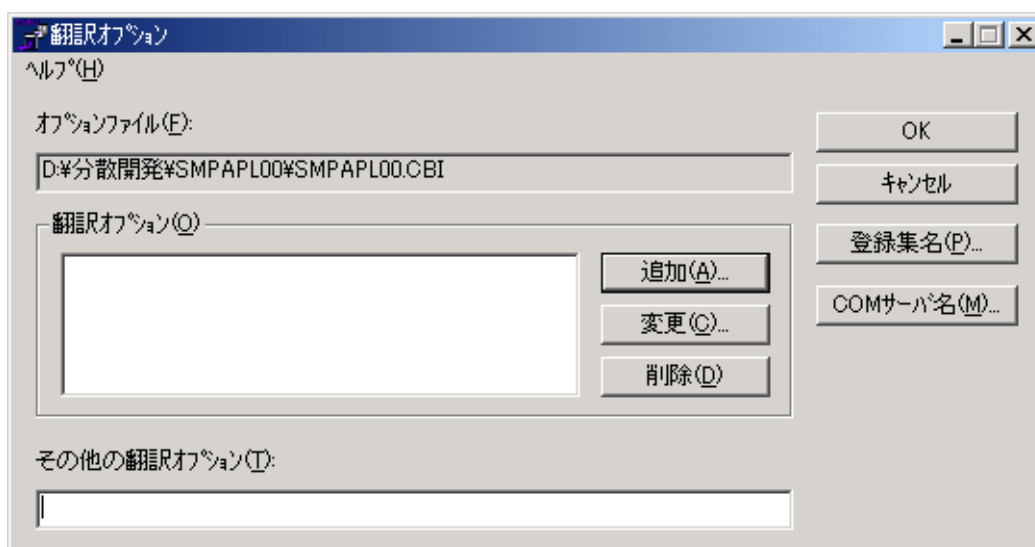 翻訳オプション
ヘルプ(H)
オプションファイル(F):
D:¥分散開発¥SMPAPL00¥SMPAPL00.CBI
翻訳オプション(O)
追加(A)...
変更(C)...
削除(D)
その他の翻訳オプション(T):
OK
キャンセル
登録集名(P)...
COMサーバ名(M)...